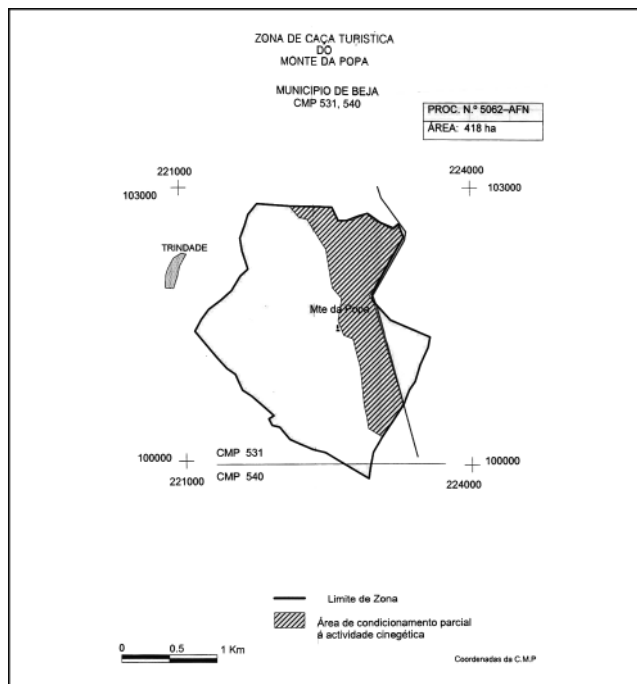 ZONA DE CAÇA TURISTICA
DO
MONTE DA POPA
MUNICIPIO DE BEJA
CMP 531, 540
PROC. N.º 5062–AFN
ÁREA: 418 ha
221000
103000
224000
103000
TRINDADE
Mte da Popa
100000
CMP 531
221000
CMP 540
100000
224000
Limite de Zona
Área de condicionamento parcial
á actividade cinegética
0 0.5 1 Km
Coordenadas da C.M.P